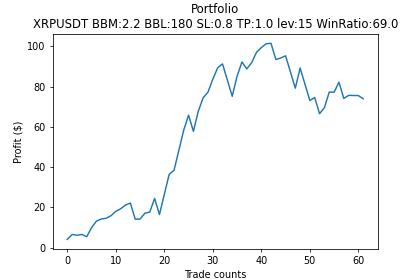 Portfolio
XRPUSDT BBM:2.2 BBL:180 SL:0.8 TP:1.0 lev:15 WinRatio:69.0
100
80
60
40
20
0
Profit ($)
0 10 20 30 40 50 60
Trade counts